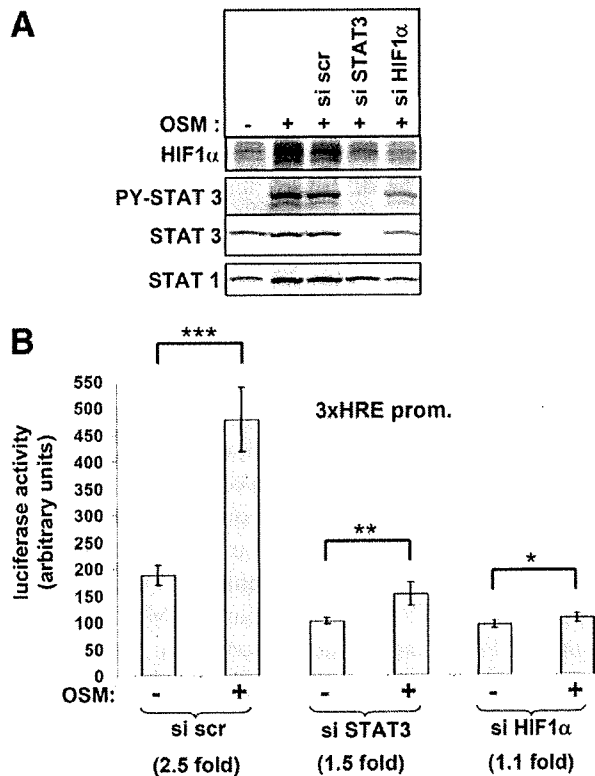 A
si scr
si STAT3
si HIF1α
OSM : - + + + +
HIF1α
PY-STAT 3
STAT 3
STAT 1
B
***
550
500
450
400
350
300
250
200
150
100
50
0
luciferase activity
(arbitrary units)
3xHRE prom.
**
*
OSM: - + - + - +
si scr si STAT3 si HIF1α
(2.5 fold) (1.5 fold) (1.1 fold)